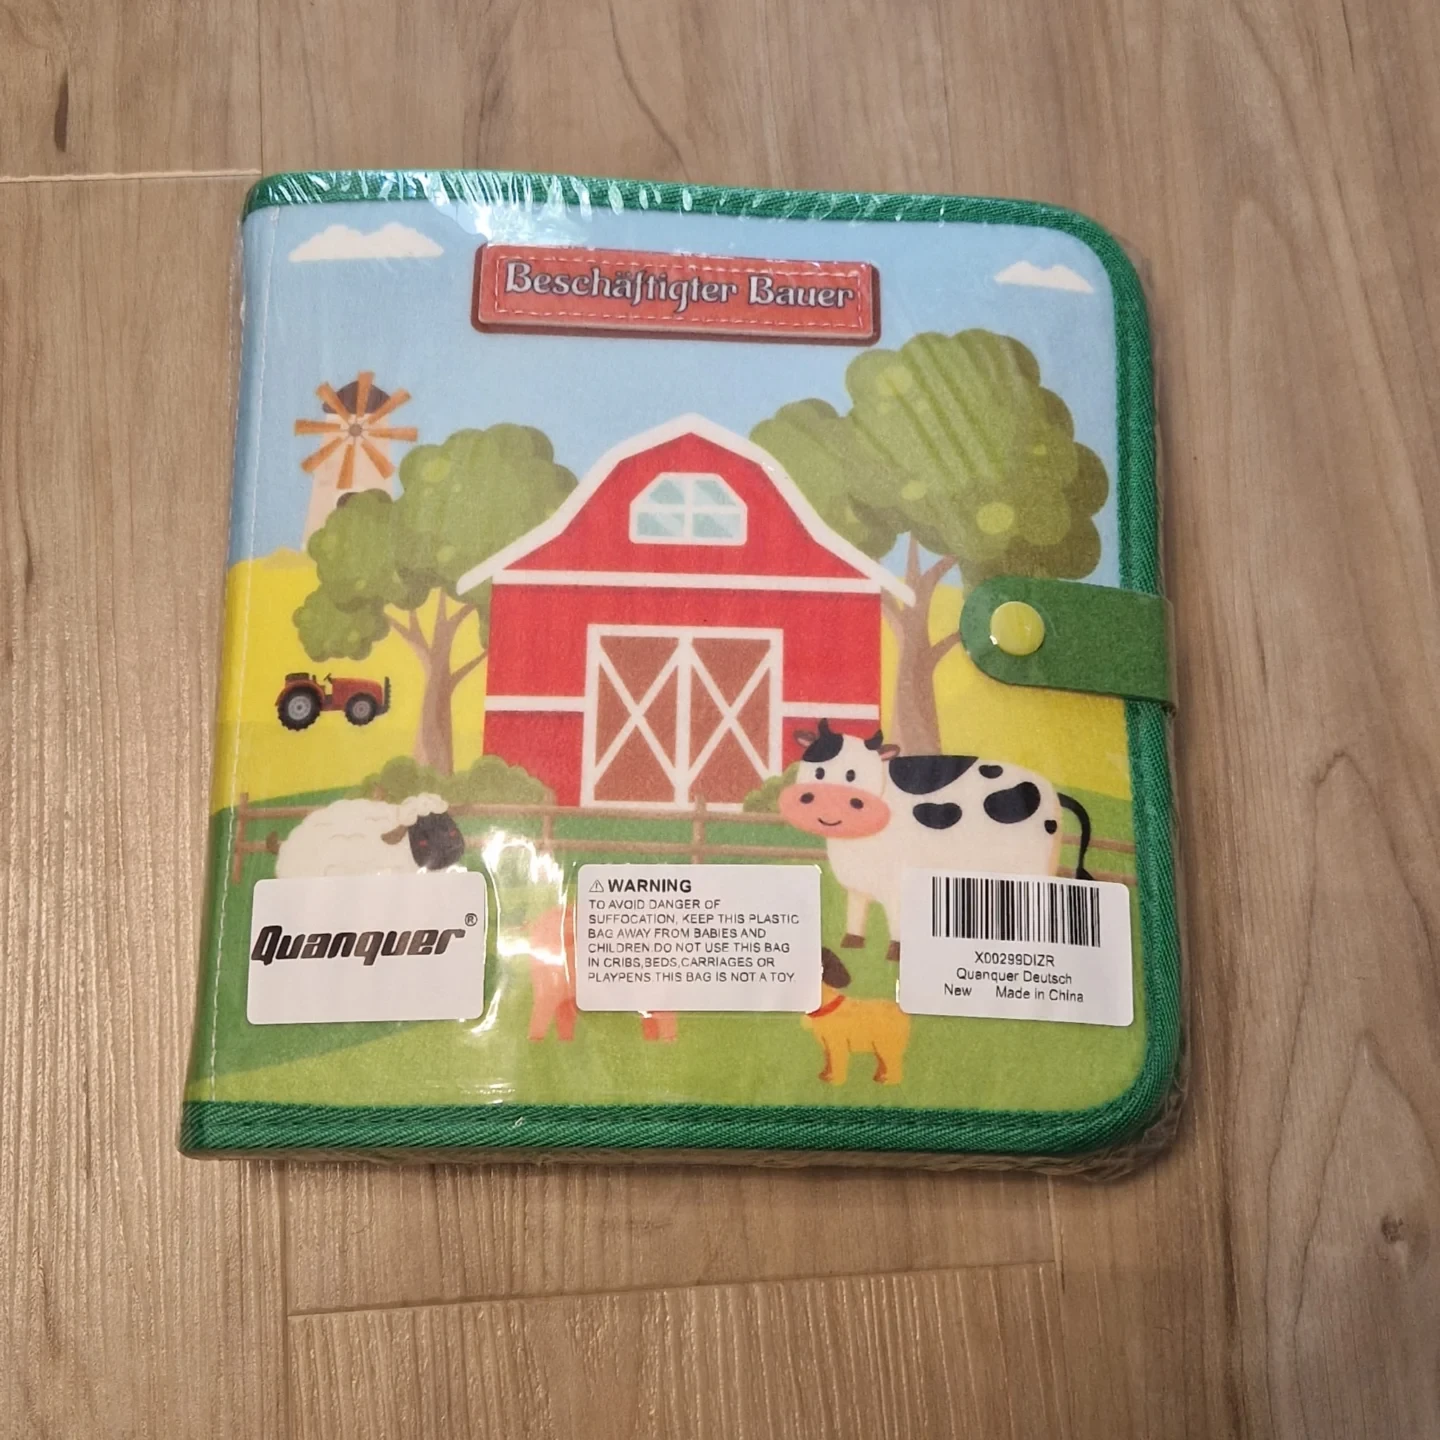 Beschäftigter Bauer
Quanquer®
⚠ WARNING
TO AVOID DANGER OF
SUFFOCATION, KEEP THIS PLASTIC
BAG AWAY FROM BABIES AND
CHILDREN.DO NOT USE THIS BAG
IN CRIBS,BEDS,CARRIAGES OR
PLAYPENS.THIS BAG IS NOT A TOY.
X00299DIZR
Quanquer Deutsch
New Made in China